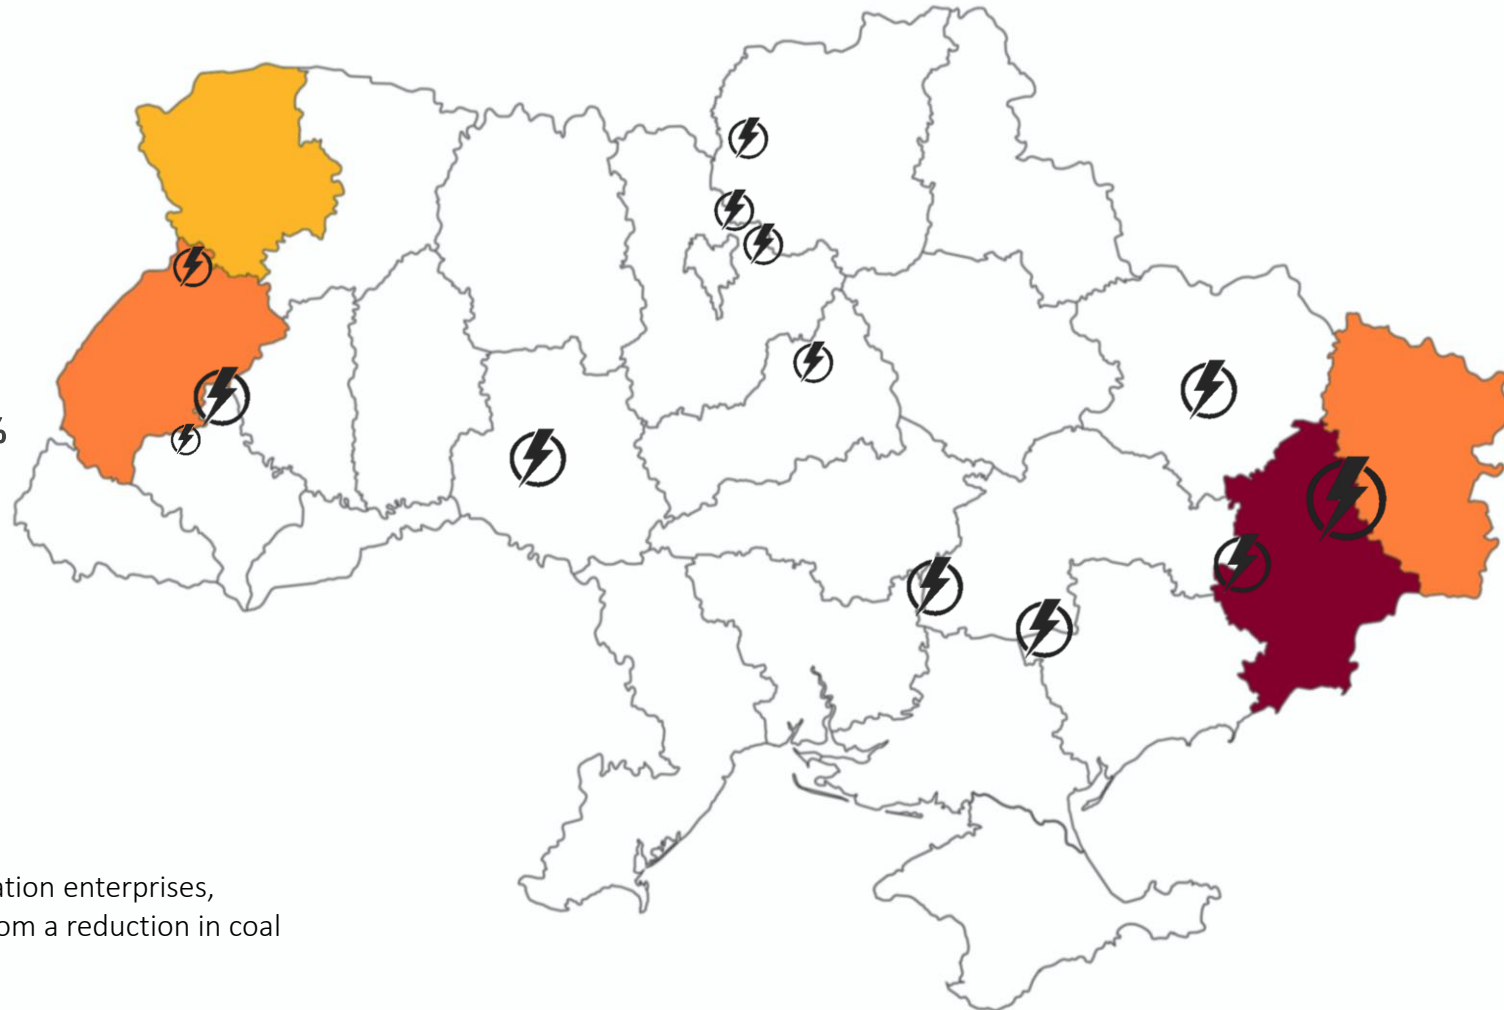 %
ation enterprises,
om a reduction in coal